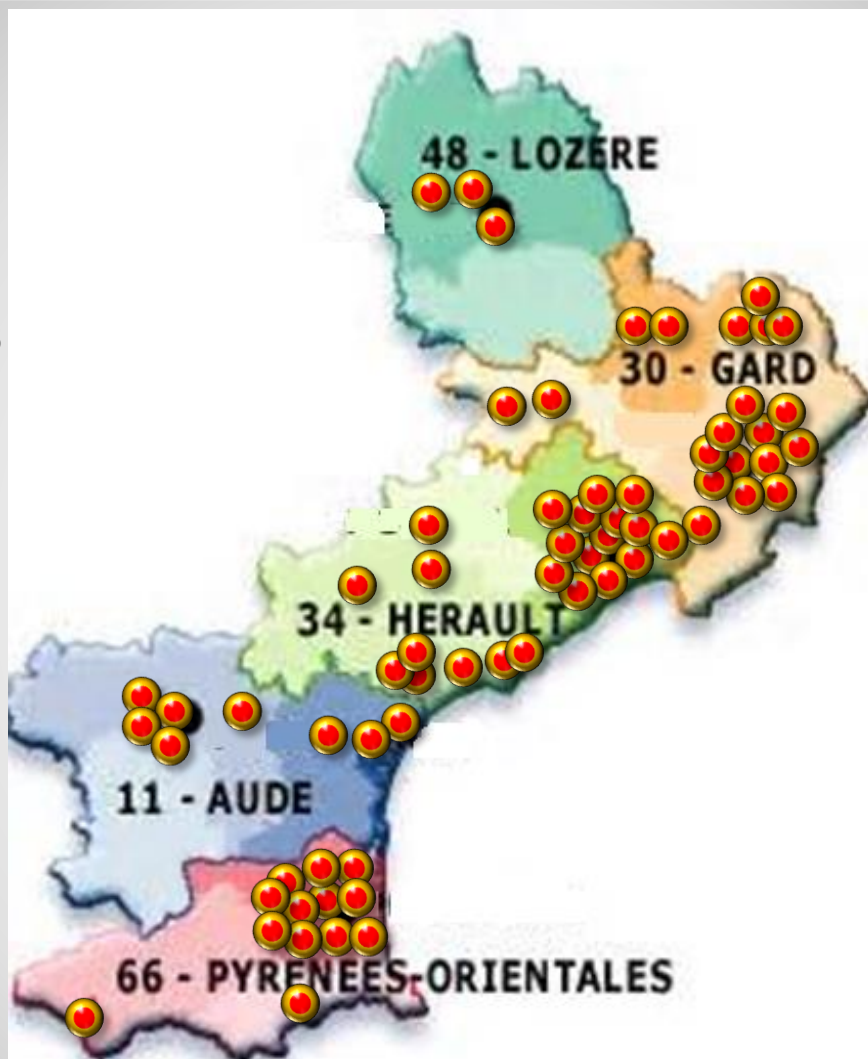 48 - LOZERE
30 - GARD
34 - HERAULT
11 - AUDE
66 - PYRENEES-ORIENTALES